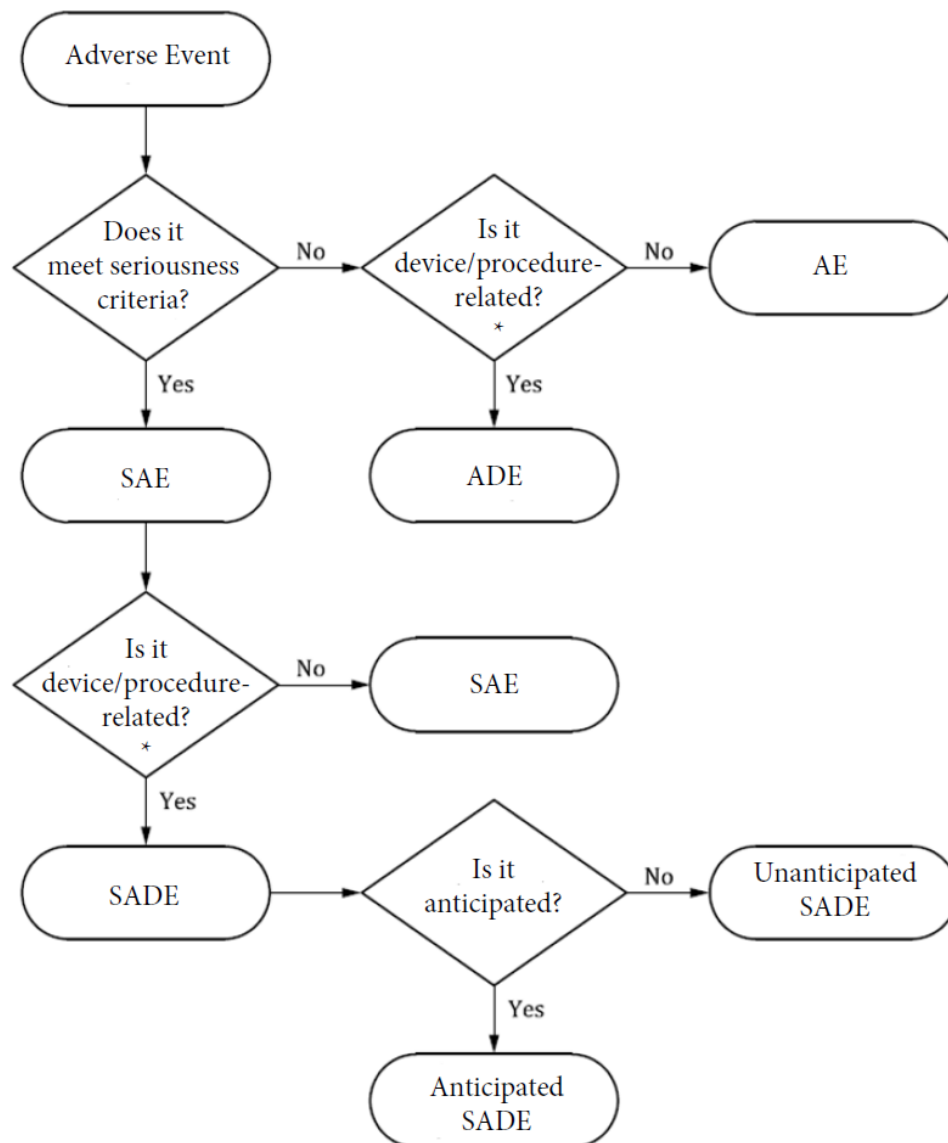 Adverse Event
Does it
meet seriousness
criteria?
No
Is it
device/procedure-
related?
*
No
AE
Yes
Yes
SAE
ADE
Is it
device/procedure-
related?
*
No
SAE
Yes
SADE
Is it
anticipated?
No
Unanticipated
SADE
Yes
Anticipated
SADE